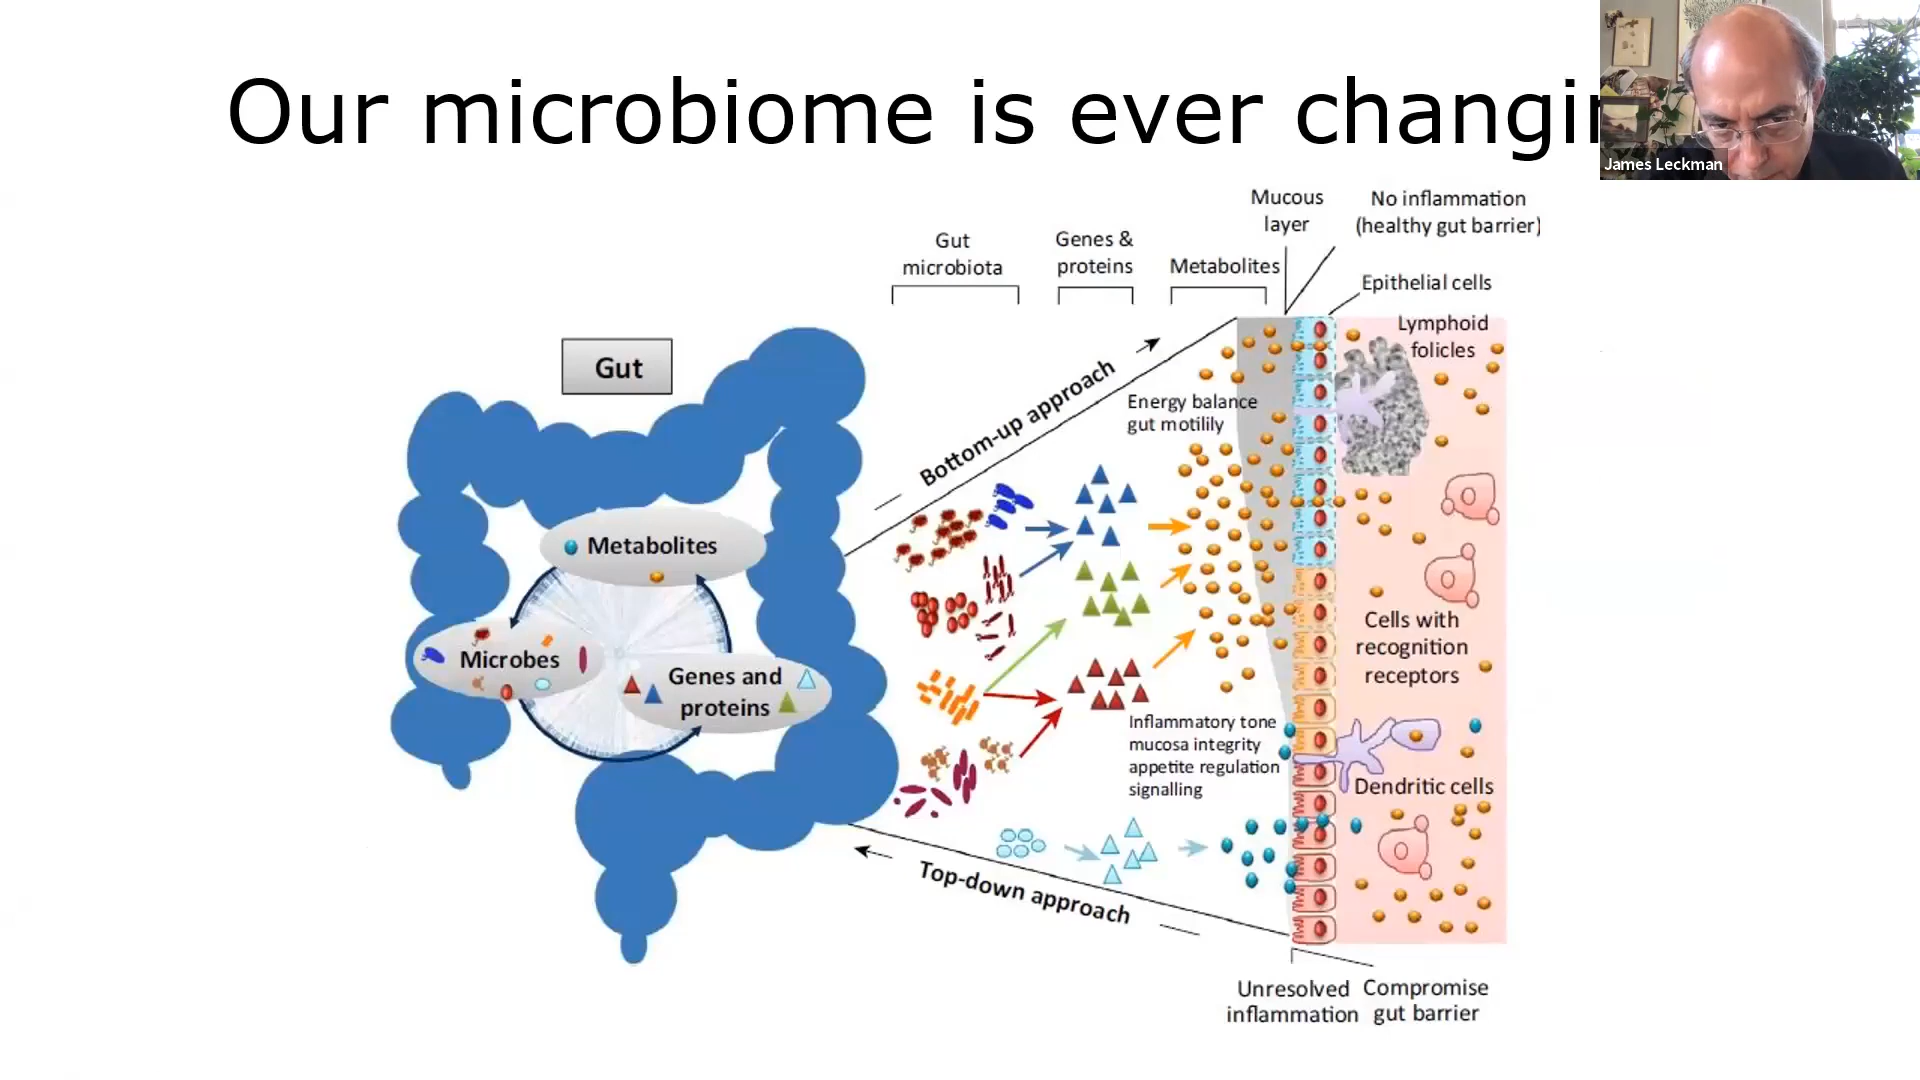 Our microbiome is ever changin
James Leckman
Mucous
layer
No inflammation
(healthy gut barrier)
Gut
microbiota
Genes &
proteins
Metabolites
Epithelial cells
Lymphoid
folicles
Gut
Bottom-up approach
Energy balance
gut motilily
Metabolites
Microbes
Genes and
proteins
Cells with
recognition
receptors
Inflammatory tone
mucosa integrity
appetite regulation
signalling
Dendritic cells
Top-down approach
Unresolved
inflammation
Compromise
gut barrier